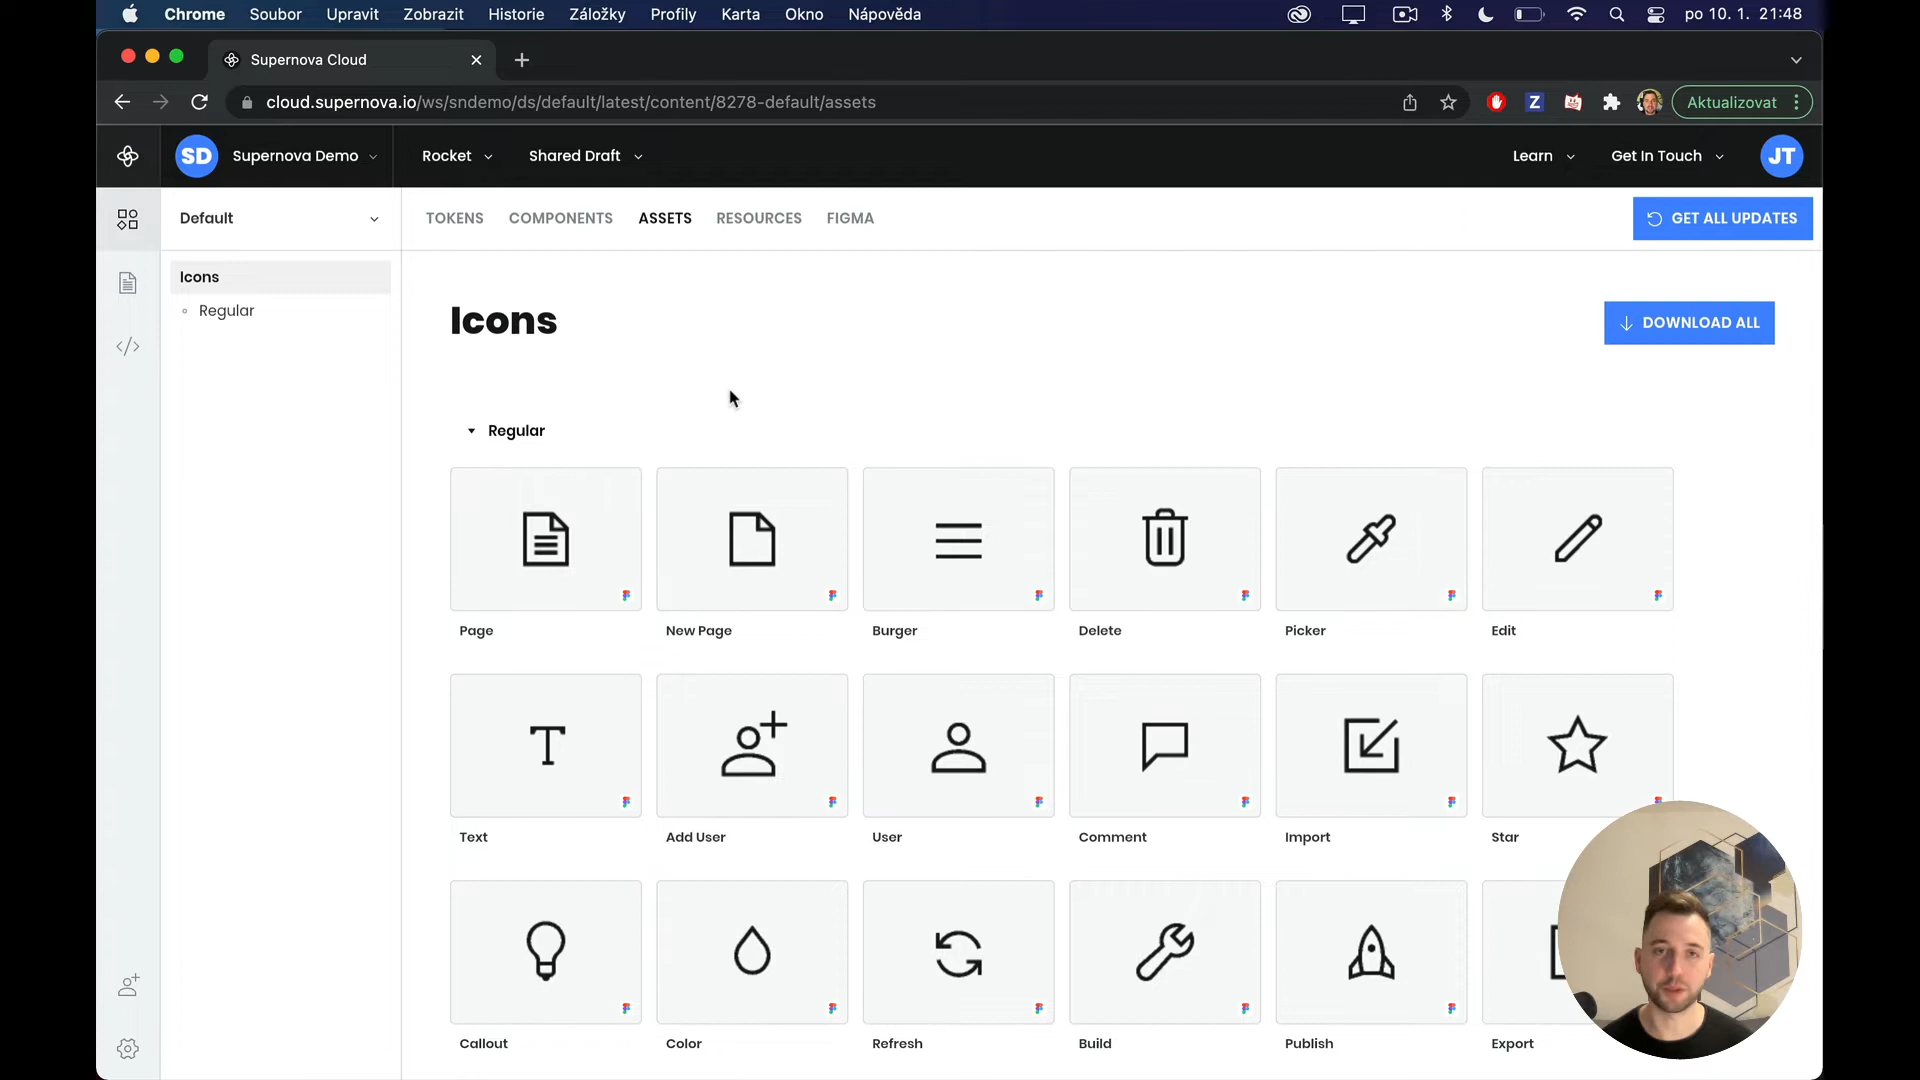 Chrome Soubor Upravit Zobrazit Historie Záložky Profily Karta Okno Nápověda po 10. 1. 21:48
Supernova Cloud
cloud.supernova.io/ws/sndemo/ds/default/latest/content/8278-default/assets
Z
Aktualizovat
SD Supernova Demo Rocket Shared Draft Learn Get In Touch JT
Default TOKENS COMPONENTS ASSETS RESOURCES FIGMA GET ALL UPDATES
Icons
Regular
Icons
DOWNLOAD ALL
Regular
Page New Page Burger Delete Picker Edit
Text Add User User Comment Import Star
Callout Color Refresh Build Publish Export